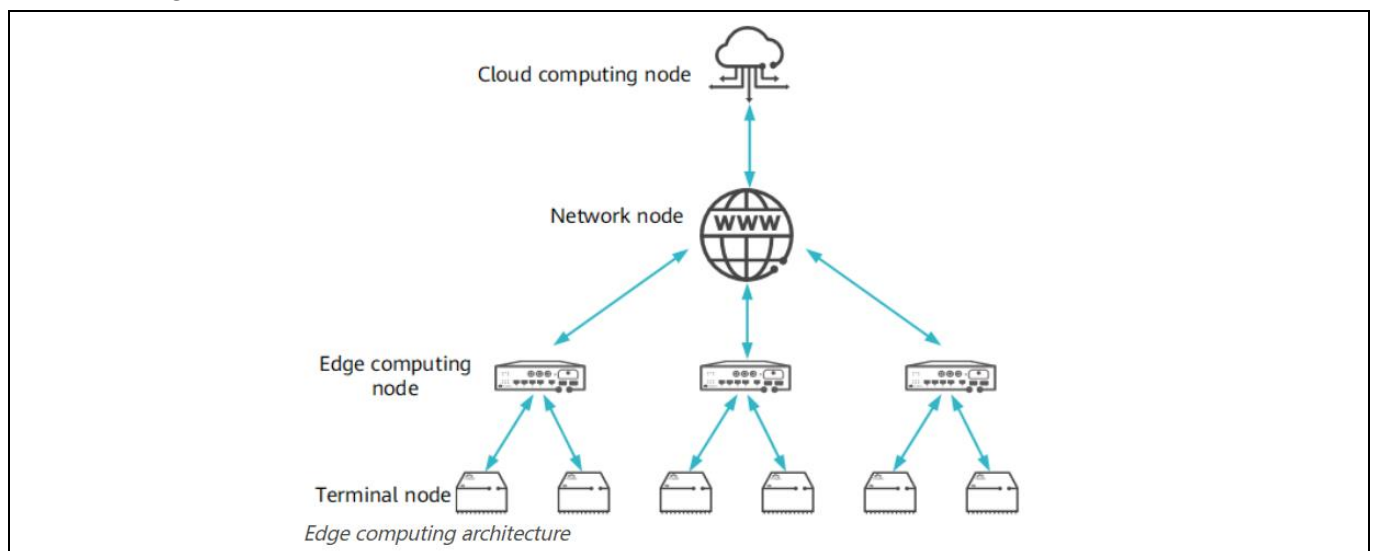 Cloud computing node
Network node
WWW
Edge computing
node
Terminal node
Edge computing architecture